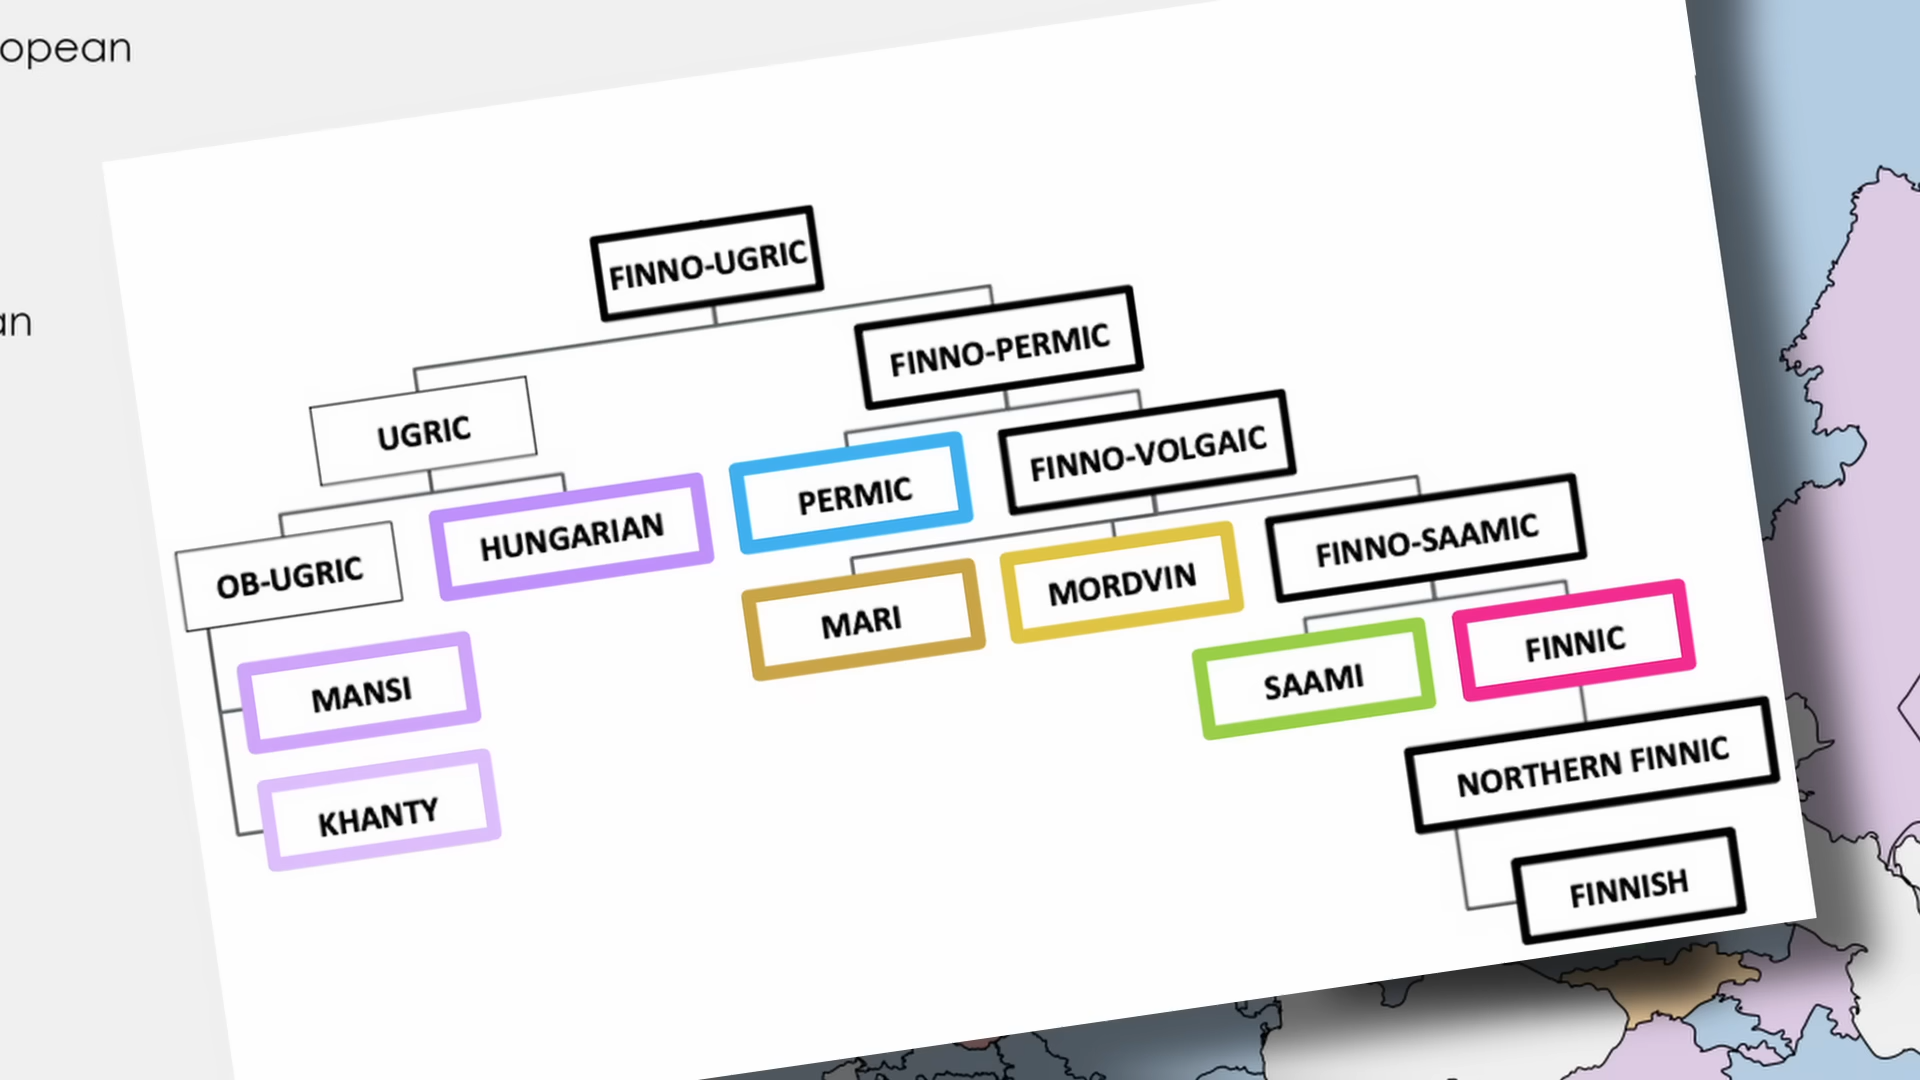 opean
an
FINNO-UGRIC
FINNO-PERMIC
UGRIC
FINNO-VOLGAIC
PERMIC
HUNGARIAN
OB-UGRIC
FINNO-SAAMIC
MORDVIN
MARI
FINNIC
SAAMI
MANSI
KHANTY
NORTHERN FINNIC
FINNISH